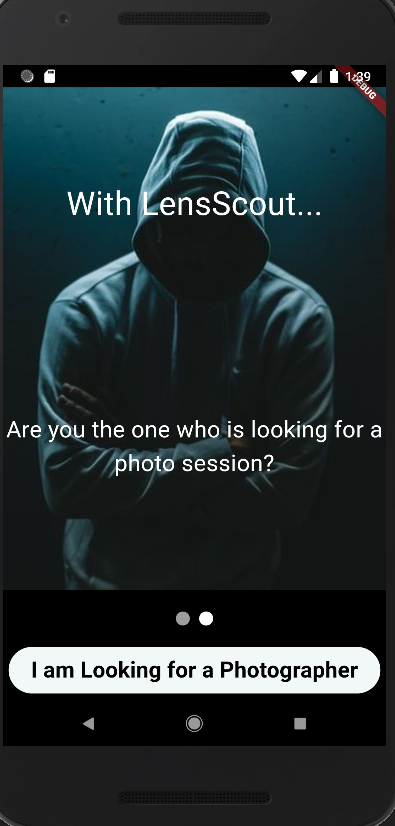 1:39
DEBUG
With LensScout...
Are you the one who is looking for a
photo session?
I am Looking for a Photographer